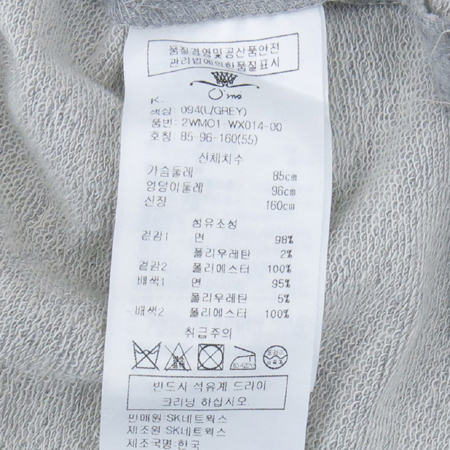 품질경영및공산품안전
관리법에의한품질표시
O'2nd
K.
색상: 094(L/GREY)
품번: 2WMO1-WX014-00
호칭: 85-96-160(55)
신체치수
가슴둘레 85cm
엉덩이둘레 96cm
신장 160cm
섬유조성
겉감1 면 98%
폴리우레탄 2%
겉감2 폴리에스터 100%
배색1 면 95%
폴리우레탄 5%
배색2 폴리에스터 100%
취급주의
반드시 석유계 드라이
크리닝 하십시오.
판매원:SK네트웍스
제조원:SK네트웍스
제조국명:한국